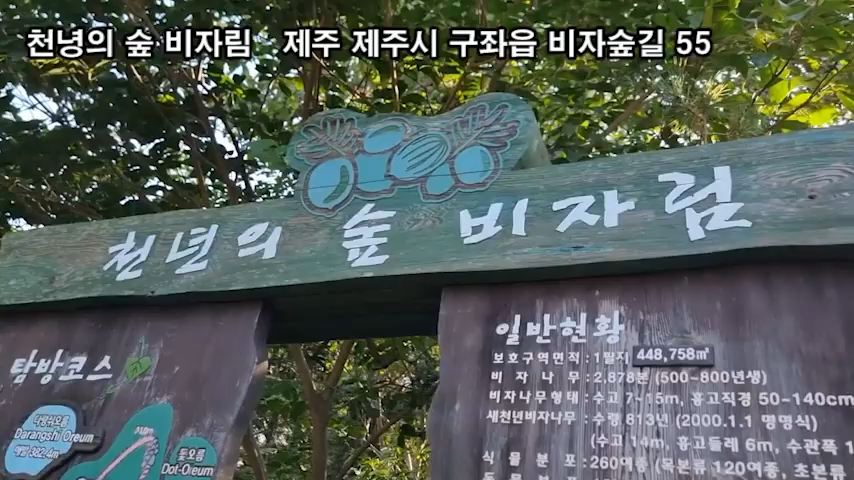 천녕의 숲 비자림 제주 제주시 구좌읍 비자숲길 55
천년의 숲 비자림
탐방코스
다랑쉬오름
Darangshi Oreum
해발 382.4m
돛오름
Dot-Oreum
일반현황
보호구역면적 : 1필지 448,758㎡
비 자 나 무 : 2,878본 (500~800년생)
비자나무형태 : 수고 7~15m, 흉고직경 50~140cm
새천년비자나무 : 수령 813년 (2000.1.1 명명식)
(수고 14m, 흉고둘레 6m, 수관폭
식 물 분 포 : 260여종 (목본류 120여종, 초본류